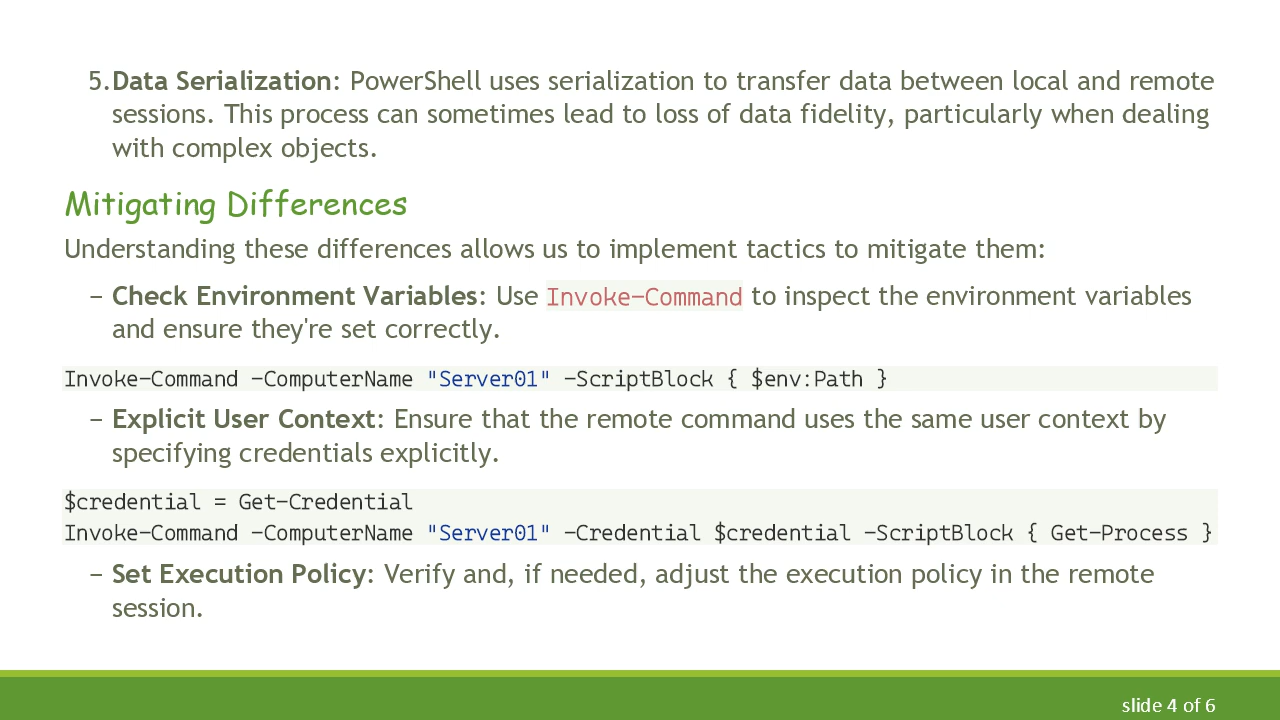 5.Data Serialization: PowerShell uses serialization to transfer data between local and remote
sessions. This process can sometimes lead to loss of data fidelity, particularly when dealing
with complex objects.
Mitigating Differences
Understanding these differences allows us to implement tactics to mitigate them:
– Check Environment Variables: Use Invoke-Command to inspect the environment variables
and ensure they're set correctly.
Invoke-Command -ComputerName "Server01" -ScriptBlock { $env:Path }
– Explicit User Context: Ensure that the remote command uses the same user context by
specifying credentials explicitly.
$credential = Get-Credential
Invoke-Command -ComputerName "Server01" -Credential $credential -ScriptBlock { Get-Process }
– Set Execution Policy: Verify and, if needed, adjust the execution policy in the remote
session.
slide 4 of 6